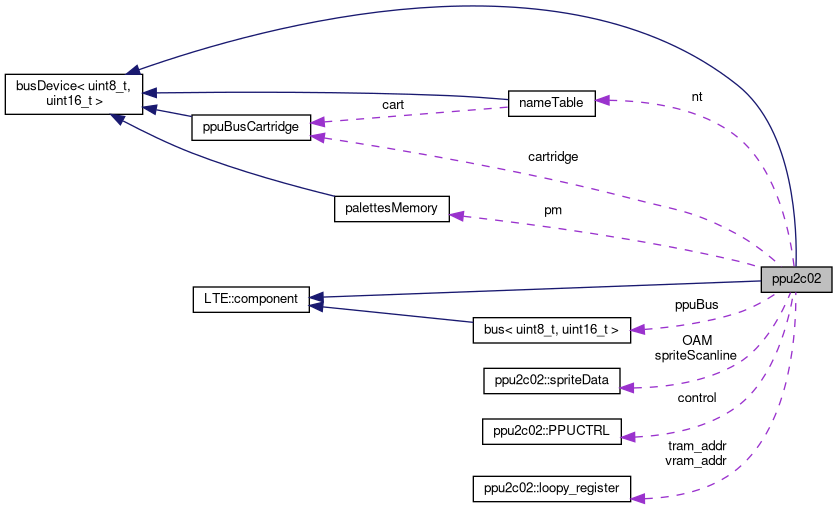 busDevice< uint8_t,
uint16_t >
nameTable
nt
cart
ppuBusCartridge
cartridge
palettesMemory
pm
ppu2c02
LTE::component
ppuBus
bus< uint8_t, uint16_t >
OAM
spriteScanline
ppu2c02::spriteData
control
ppu2c02::PPUCTRL
tram_addr
vram_addr
ppu2c02::loopy_register